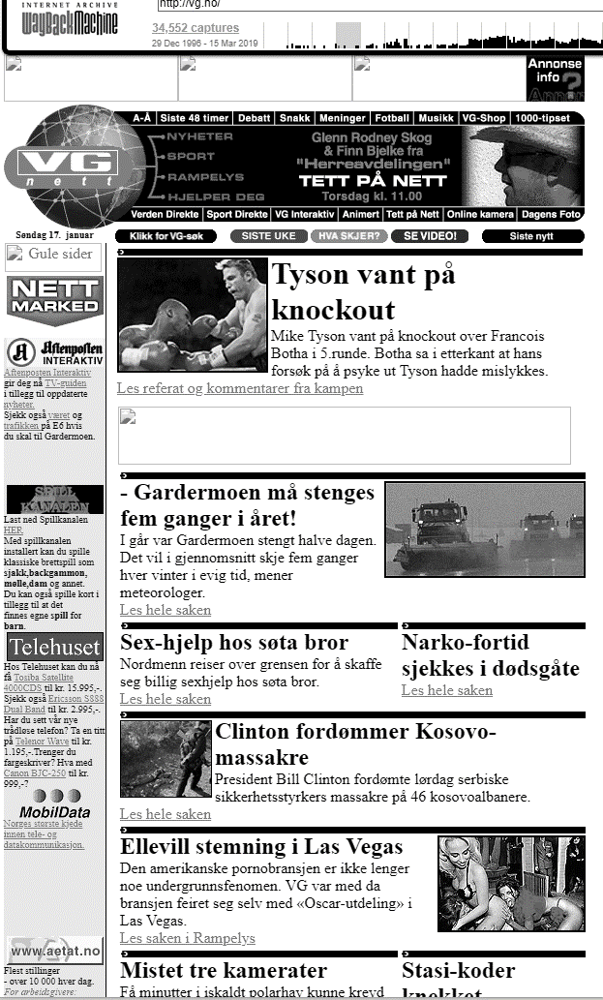 INTERNET ARCHIVE
WayBackMachine
http://vg.no/
34,552 captures
29 Dec 1996 - 15 Mar 2019
Annonse
info
A-Å Siste 48 timer Debatt Snakk Meninger Fotball Musikk VG-Shop 1000-tipset
VG
nett
NYHETER
SPORT
RAMPELYS
HJELPER DEG
Glenn Rodney Skog
& Finn Bjelke fra
"Herreavdelingen"
TETT PÅ NETT
Torsdag kl. 11.00
Verden Direkte Sport Direkte VG Interaktiv Animert Tett på Nett Online kamera Dagens Foto
Søndag 17. januar
Klikk for VG-søk
SISTE UKE
HVA SKJER?
SE VIDEO!
Siste nytt
Gule sider
NETT
MARKED
Aftenposten
INTERAKTIV
Aftenposten Interaktiv
gir deg nå TV-guiden
i tillegg til oppdaterte
nyheter.
Sjekk også været og
trafikken på E6 hvis
du skal til Gardermoen.
SPILL
KANALEN
Last ned Spillkanalen
HER
Med spillkanalen
installert kan du spille
klassiske brettspill som
sjakk,backgammon,
mølle,dam og annet.
Du kan også spille kort i
tillegg til at det
finnes egne spill for
barn.
Telehuset
Hos Telehuset kan du nå
få Tosiba Satellite
4000CDS til kr. 15.995,-.
Sjekk også Ericsson S888
Dual Band til kr. 2.995,-.
Har du sett vår nye
trådløse telefon? Ta en titt
på Telenor Wave til kr.
1.195,-.Trenger du
fargeskriver? Hva med
Canon BJC-250 til kr.
999,-?
MobilData
Norges største kjede
innen tele- og
datakommunikasjon.
www.aetat.no
Flest stillinger
- over 10 000 hver dag.
For arbeidsgivere:
Tyson vant på
knockout
Mike Tyson vant på knockout over Francois
Botha i 5.runde. Botha sa i etterkant at hans
forsøk på å psyke ut Tyson hadde mislykkes.
Les referat og kommentarer fra kampen
- Gardermoen må stenges
fem ganger i året!
I går var Gardermoen stengt halve dagen.
Det vil i gjennomsnitt skje fem ganger
hver vinter i evig tid, mener
meteorologer.
Les hele saken
Sex-hjelp hos søta bror
Nordmenn reiser over grensen for å skaffe
seg billig sexhjelp hos søta bror.
Les hele saken
Narko-fortid
sjekkes i dødsgåte
Les hele saken
Clinton fordømmer Kosovo-
massakre
President Bill Clinton fordømte lørdag serbiske
sikkerhetsstyrkers massakre på 46 kosovoalbanere.
Les hele saken
Ellevill stemning i Las Vegas
Den amerikanske pornobransjen er ikke lenger
noe undergrunnsfenomen. VG var med da
bransjen feiret seg selv med «Oscar-utdeling» i
Las Vegas.
Les saken i Rampelys
Mistet tre kamerater
Få minutter i iskaldt polarhav kunne krevd
Stasi-koder
knekket